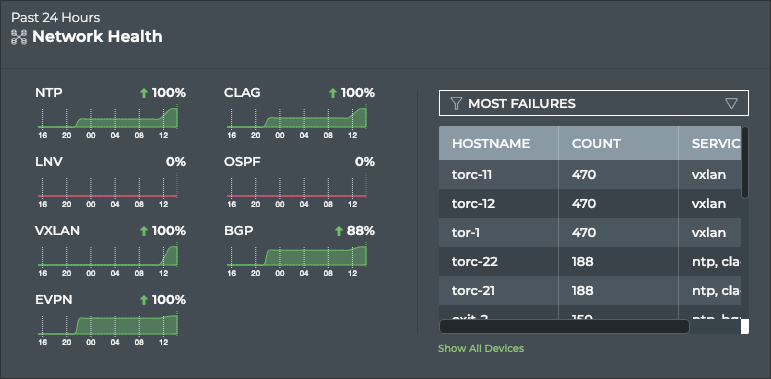 Past 24 Hours
Network Health
NTP 100%
16 20 00 04 08 12
CLAG 100%
16 20 00 04 08 12
LNV 0%
16 20 00 04 08 12
OSPF 0%
16 20 00 04 08 12
VXLAN 100%
16 20 00 04 08 12
BGP 88%
16 20 00 04 08 12
EVPN 100%
16 20 00 04 08 12
MOST FAILURES
HOSTNAME COUNT SERVIC
torc-11 470 vxlan
torc-12 470 vxlan
tor-1 470 vxlan
torc-22 188 ntp, cla
torc-21 188 ntp, cla
Show All Devices